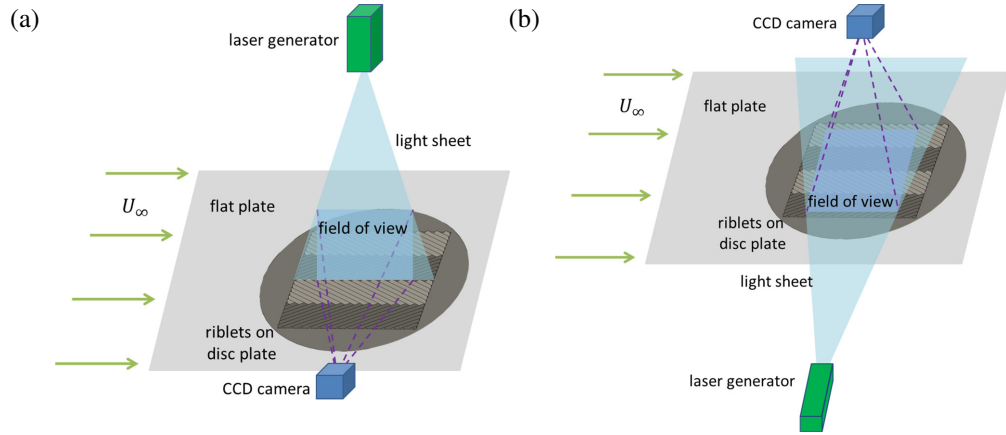 (a)
laser generator
light sheet
U∞
flat plate
field of view
riblets on
disc plate
CCD camera
(b)
CCD camera
U∞
flat plate
field of view
riblets on
disc plate
light sheet
laser generator